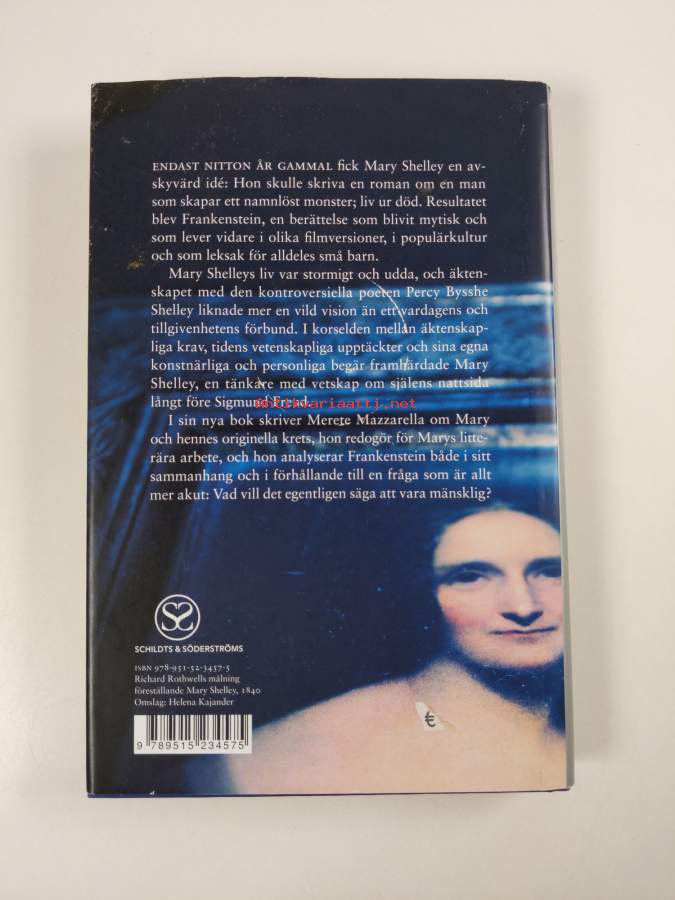 ENDAST NITTON ÅR GAMMAL fick Mary Shelley en av-
skyvärd idé: Hon skulle skriva en roman om en man
som skapar ett namnlöst monster; liv ur död. Resultatet
blev Frankenstein, en berättelse som blivit mytisk och
som lever vidare i olika filmversioner, i populärkultur
och som leksak för alldeles små barn.
Mary Shelleys liv var stormigt och udda, och äkten-
skapet med den kontroversiella poeten Percy Bysshe
Shelley liknade mer en vild vision än ett vardagens och
tillgivenhetens förbund. I korselden mellan äktenskap-
liga krav, tidens vetenskapliga upptäckter och sina egna
konstnärliga och personliga begär framhärdade Mary
Shelley, en tänkare med vetskap om själens nattsida
långt före Sigmund Freud.
Antikvariaatti.net
I sin nya bok skriver Merete Mazzarella om Mary
och hennes originella krets, hon redogör för Marys litte-
rära arbete, och hon analyserar Frankenstein både i sitt
sammanhang och i förhållande till en fråga som är allt
mer akut: Vad vill det egentligen säga att vara mänsklig?
SCHILDTS & SÖDERSTRÖMS
ISBN 978-951-52-3457-5
Richard Rothwells målning
föreställande Mary Shelley, 1840
Omslag: Helena Kajander
9 789515 234575
€